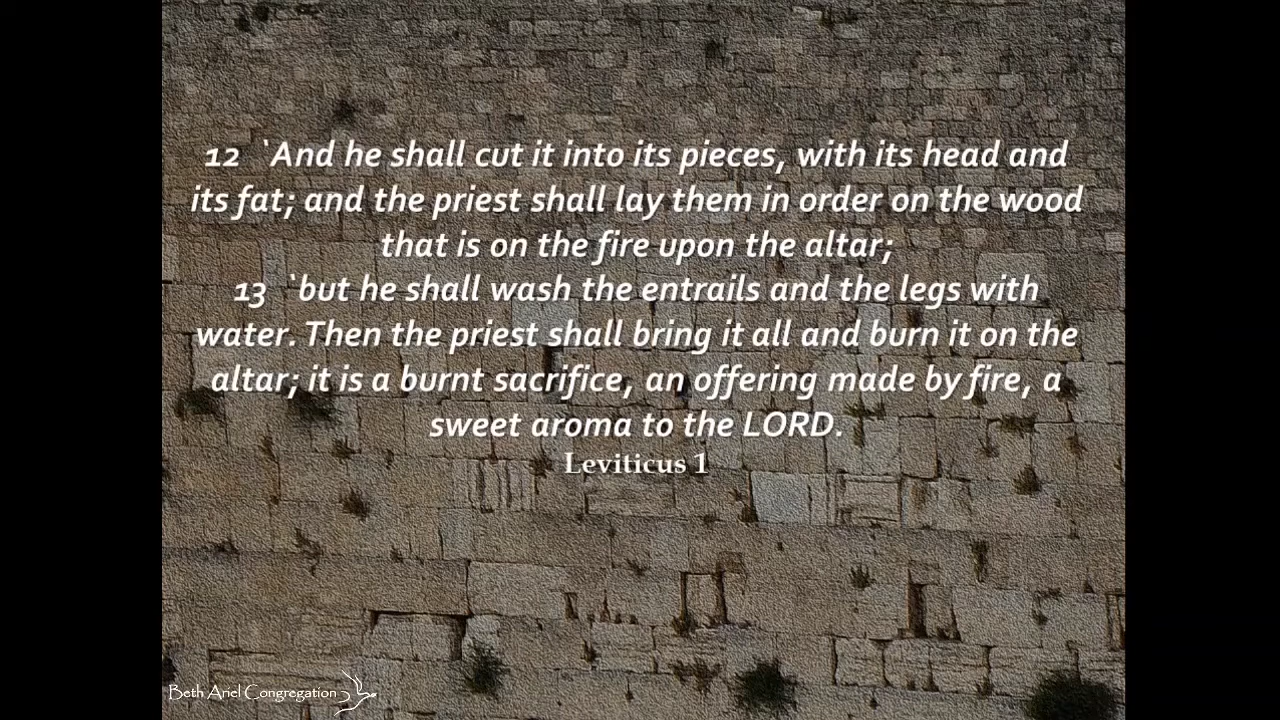 12 `And he shall cut it into its pieces, with its head and
its fat; and the priest shall lay them in order on the wood
that is on the fire upon the altar;
13 `but he shall wash the entrails and the legs with
water. Then the priest shall bring it all and burn it on the
altar; it is a burnt sacrifice, an offering made by fire, a
sweet aroma to the LORD.
Leviticus 1
Beth Ariel Congregation